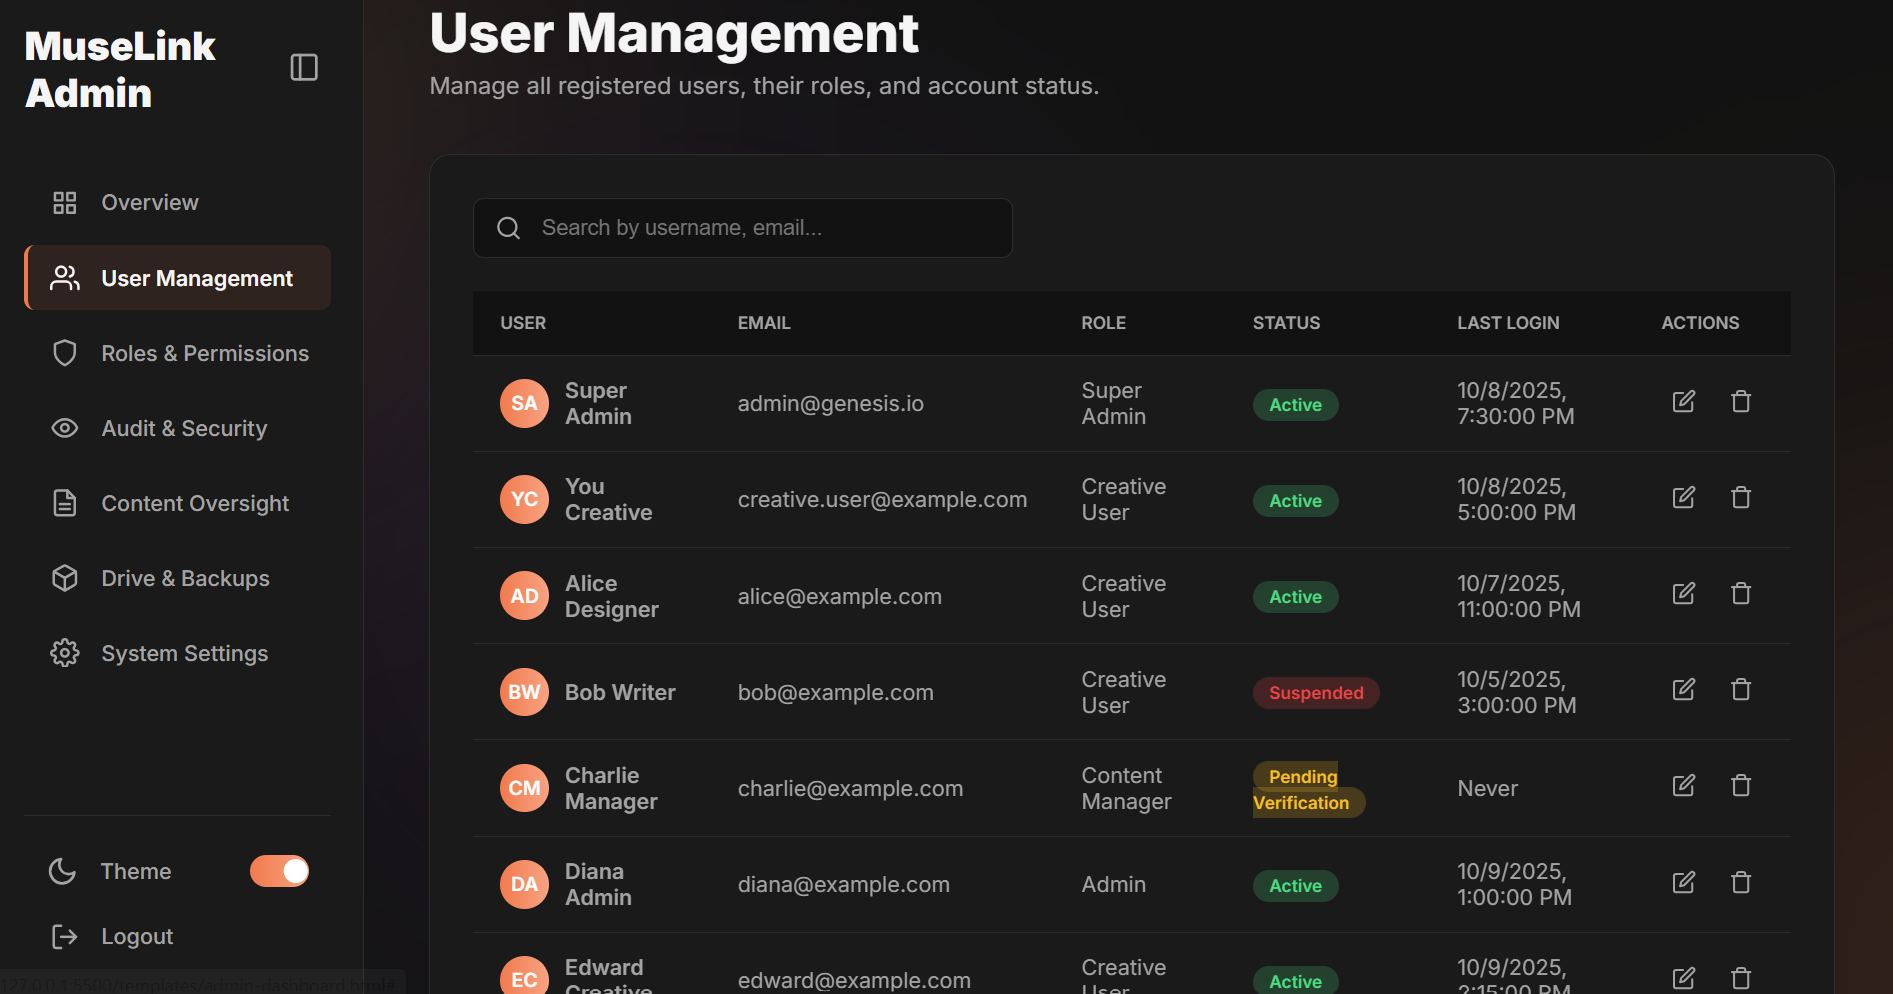 MuseLink
Admin
Overview
User Management
Roles & Permissions
Audit & Security
Content Oversight
Drive & Backups
System Settings
Theme
Logout
127.0.0.1:5500/templates/admin-dashboard.html#
User Management
Manage all registered users, their roles, and account status.
Search by username, email...
USER EMAIL ROLE STATUS LAST LOGIN ACTIONS
SA Super Admin admin@genesis.io Super Admin Active 10/8/2025, 7:30:00 PM
YC You Creative creative.user@example.com Creative User Active 10/8/2025, 5:00:00 PM
AD Alice Designer alice@example.com Creative User Active 10/7/2025, 11:00:00 PM
BW Bob Writer bob@example.com Creative User Suspended 10/5/2025, 3:00:00 PM
CM Charlie Manager charlie@example.com Content Manager Pending Verification Never
DA Diana Admin diana@example.com Admin Active 10/9/2025, 1:00:00 PM
EC Edward Creative edward@example.com Creative User Active 10/9/2025, 2:15:00 PM